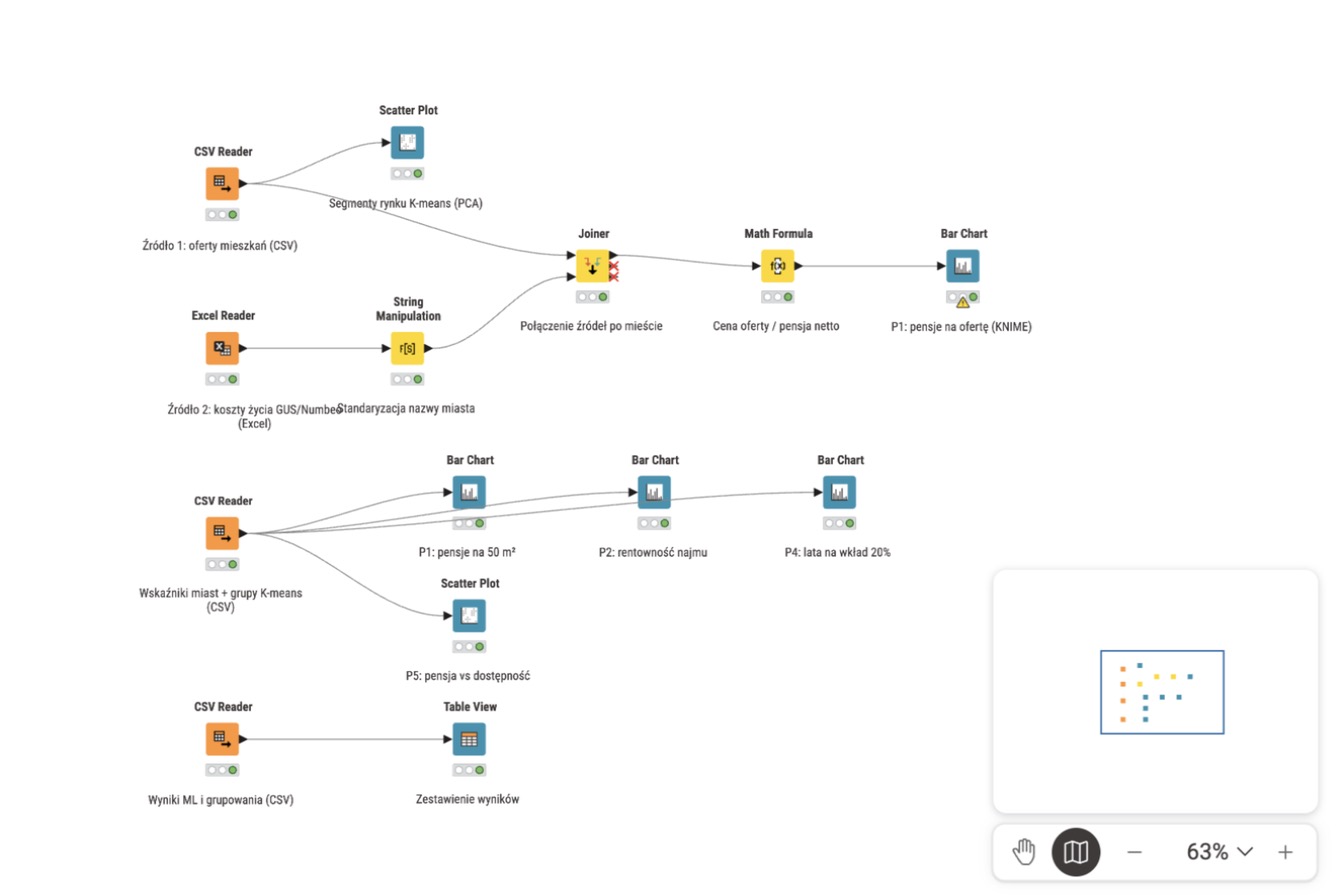 Scatter Plot
CSV Reader
Segmenty rynku K-means (PCA)
Źródło 1: oferty mieszkań (CSV)
Joiner
Math Formula
Bar Chart
f(x)
Połączenie źródeł po mieście
Cena oferty / pensja netto
P1: pensje na ofertę (KNIME)
Excel Reader
String
Manipulation
X
F[S]
Źródło 2: koszty życia GUS/Numbeo
(Excel)
Standaryzacja nazwy miasta
Bar Chart
Bar Chart
Bar Chart
CSV Reader
P1: pensje na 50 m²
P2: rentowność najmu
P4: lata na wkład 20%
Wskaźniki miast + grupy K-means
(CSV)
Scatter Plot
P5: pensja vs dostępność
CSV Reader
Table View
Wyniki ML i grupowania (CSV)
Zestawienie wyników
63%